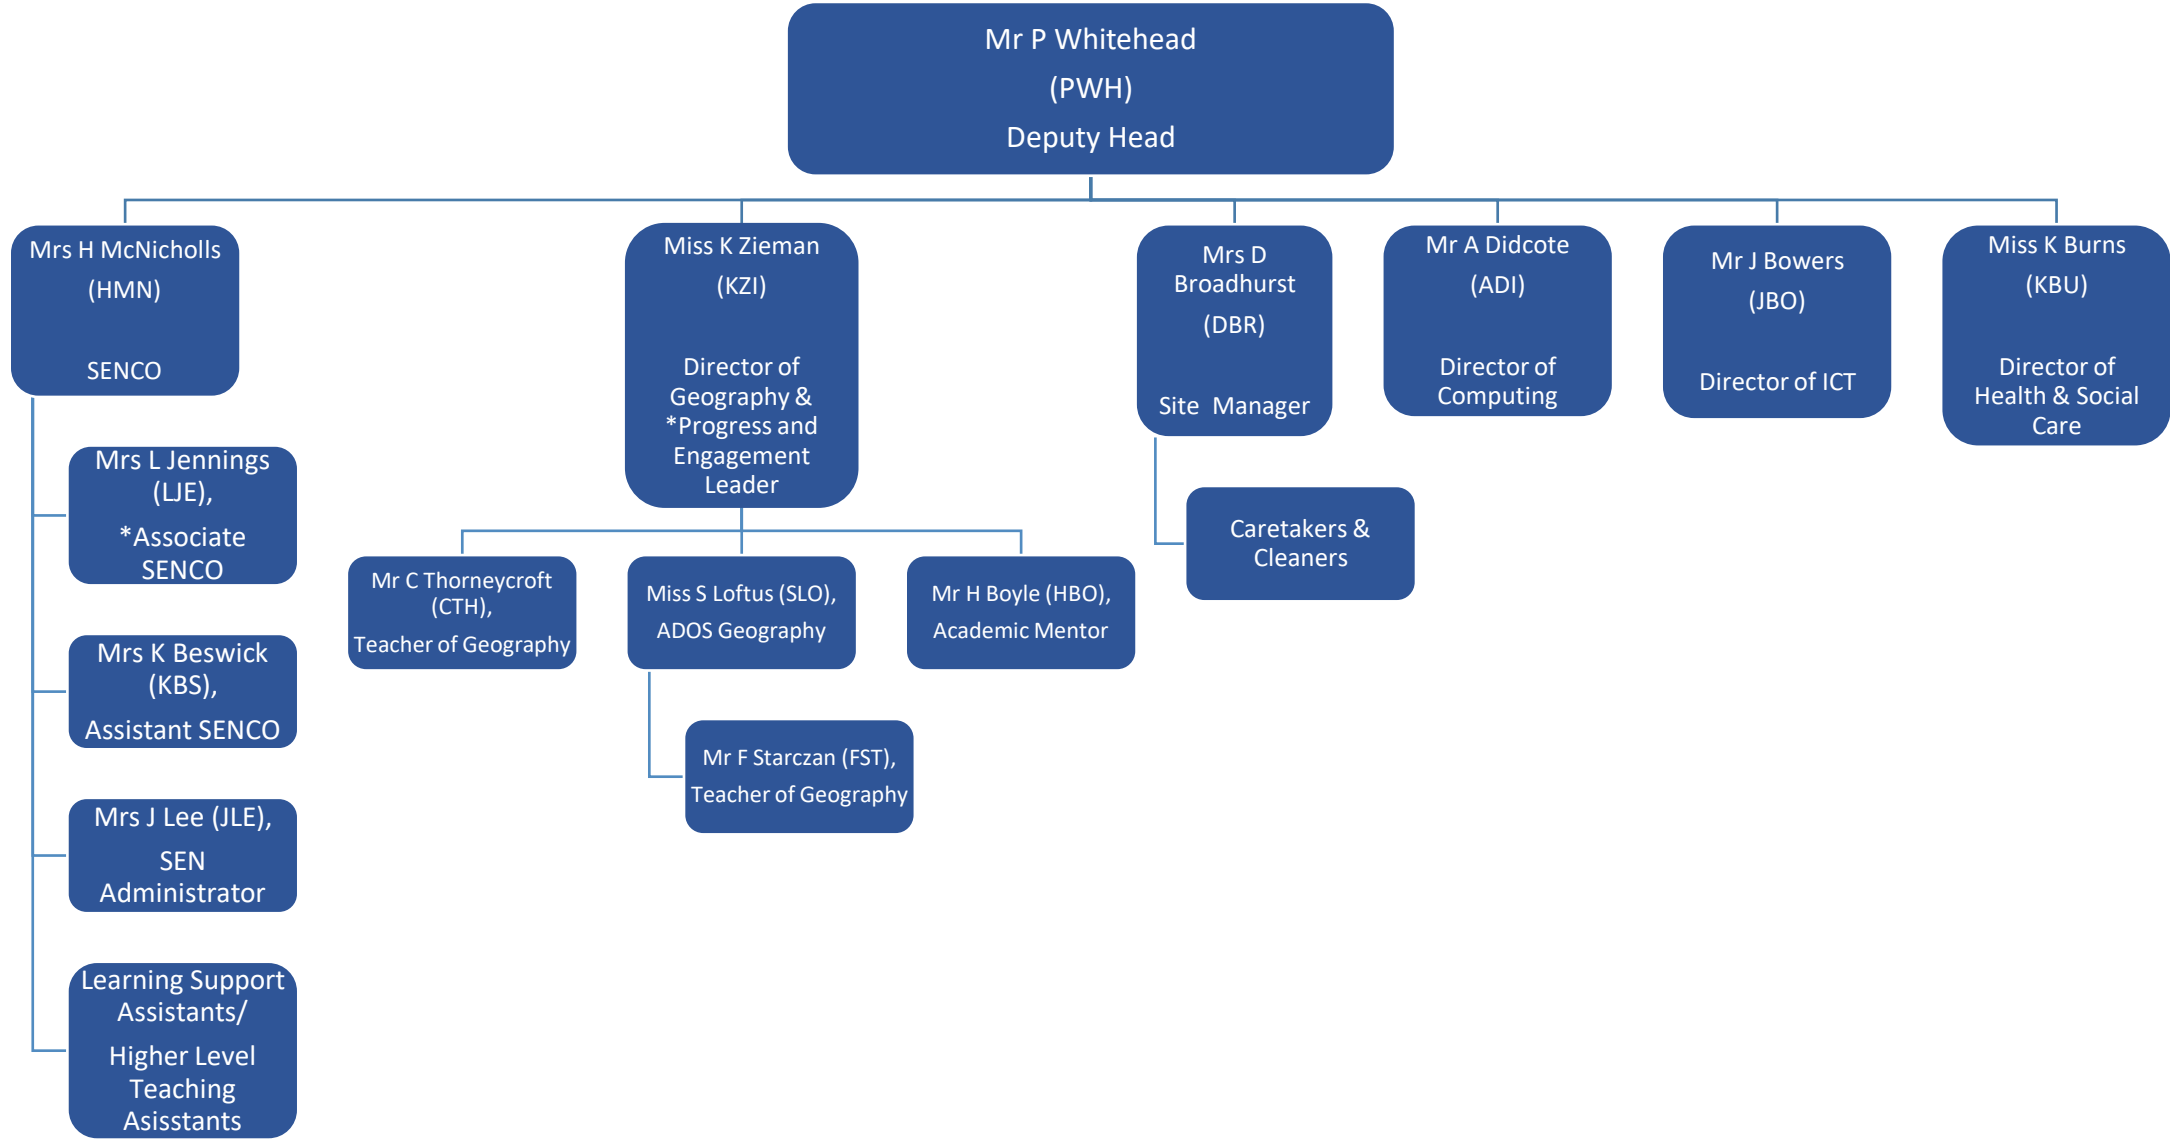 Mr P Whitehead
(PWH)
Deputy Head
Mrs H McNicholls
(HMN)
SENCO
Miss K Zieman
(KZI)
Director of
Geography &
*Progress and
Engagement
Leader
Mrs D
Broadhurst
(DBR)
Site Manager
Mr A Didcote
(ADI)
Director of
Computing
Mr J Bowers
(JBO)
Director of ICT
Miss K Burns
(KBU)
Director of
Health & Social
Care
Mrs L Jennings
(LJE),
*Associate
SENCO
Mrs K Beswick
(KBS),
Assistant SENCO
Mrs J Lee (JLE),
SEN
Administrator
Learning Support
Assistants/
Higher Level
Teaching
Asisstants
Mr C Thorneycroft
(CTH),
Teacher of Geography
Miss S Loftus (SLO),
ADOS Geography
Mr F Starczan (FST),
Teacher of Geography
Mr H Boyle (HBO),
Academic Mentor
Caretakers &
Cleaners